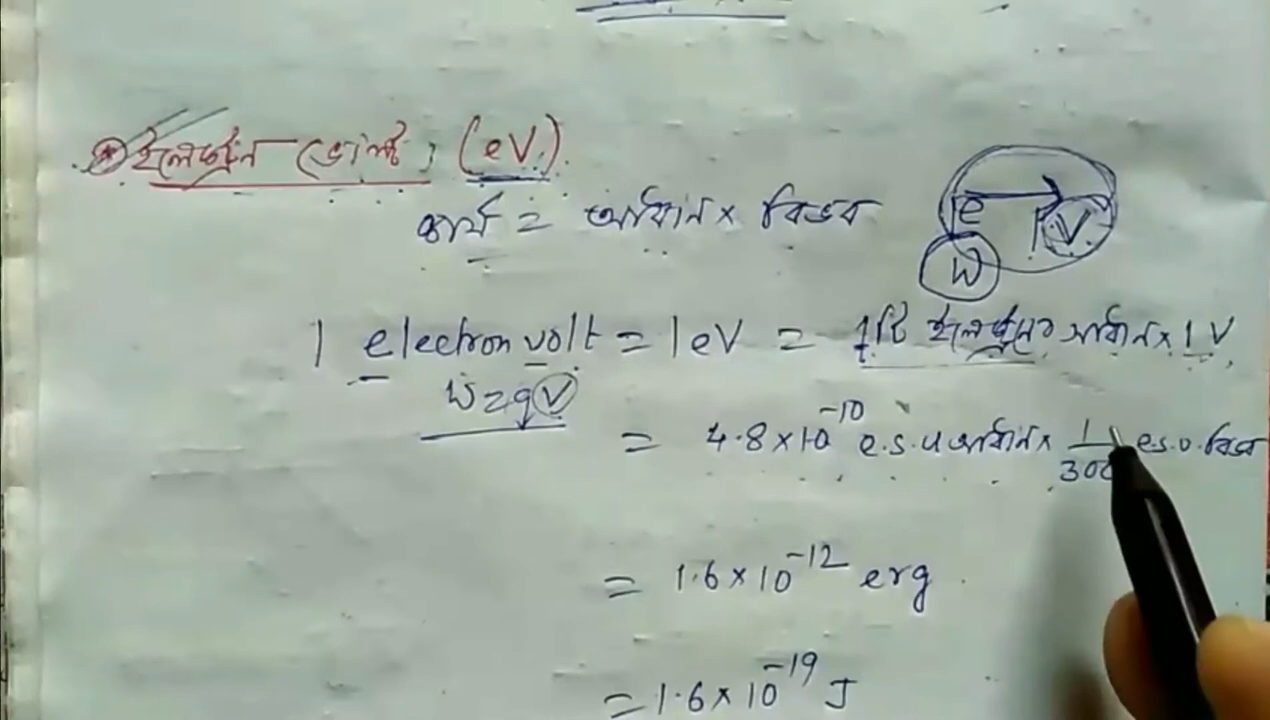 ইলেকট্রন ভোল্ট (eV).
কার্য = আধান × বিভব
e V
W
1 electron volt = 1eV = 1টি ইলেকট্রনের আধান × 1V
W = qV
= 4.8 × 10⁻¹⁰ e.s.u আধান × 1/300 e.s.u. বিভব
= 1.6 × 10⁻¹² erg
= 1.6 × 10⁻¹⁹ J